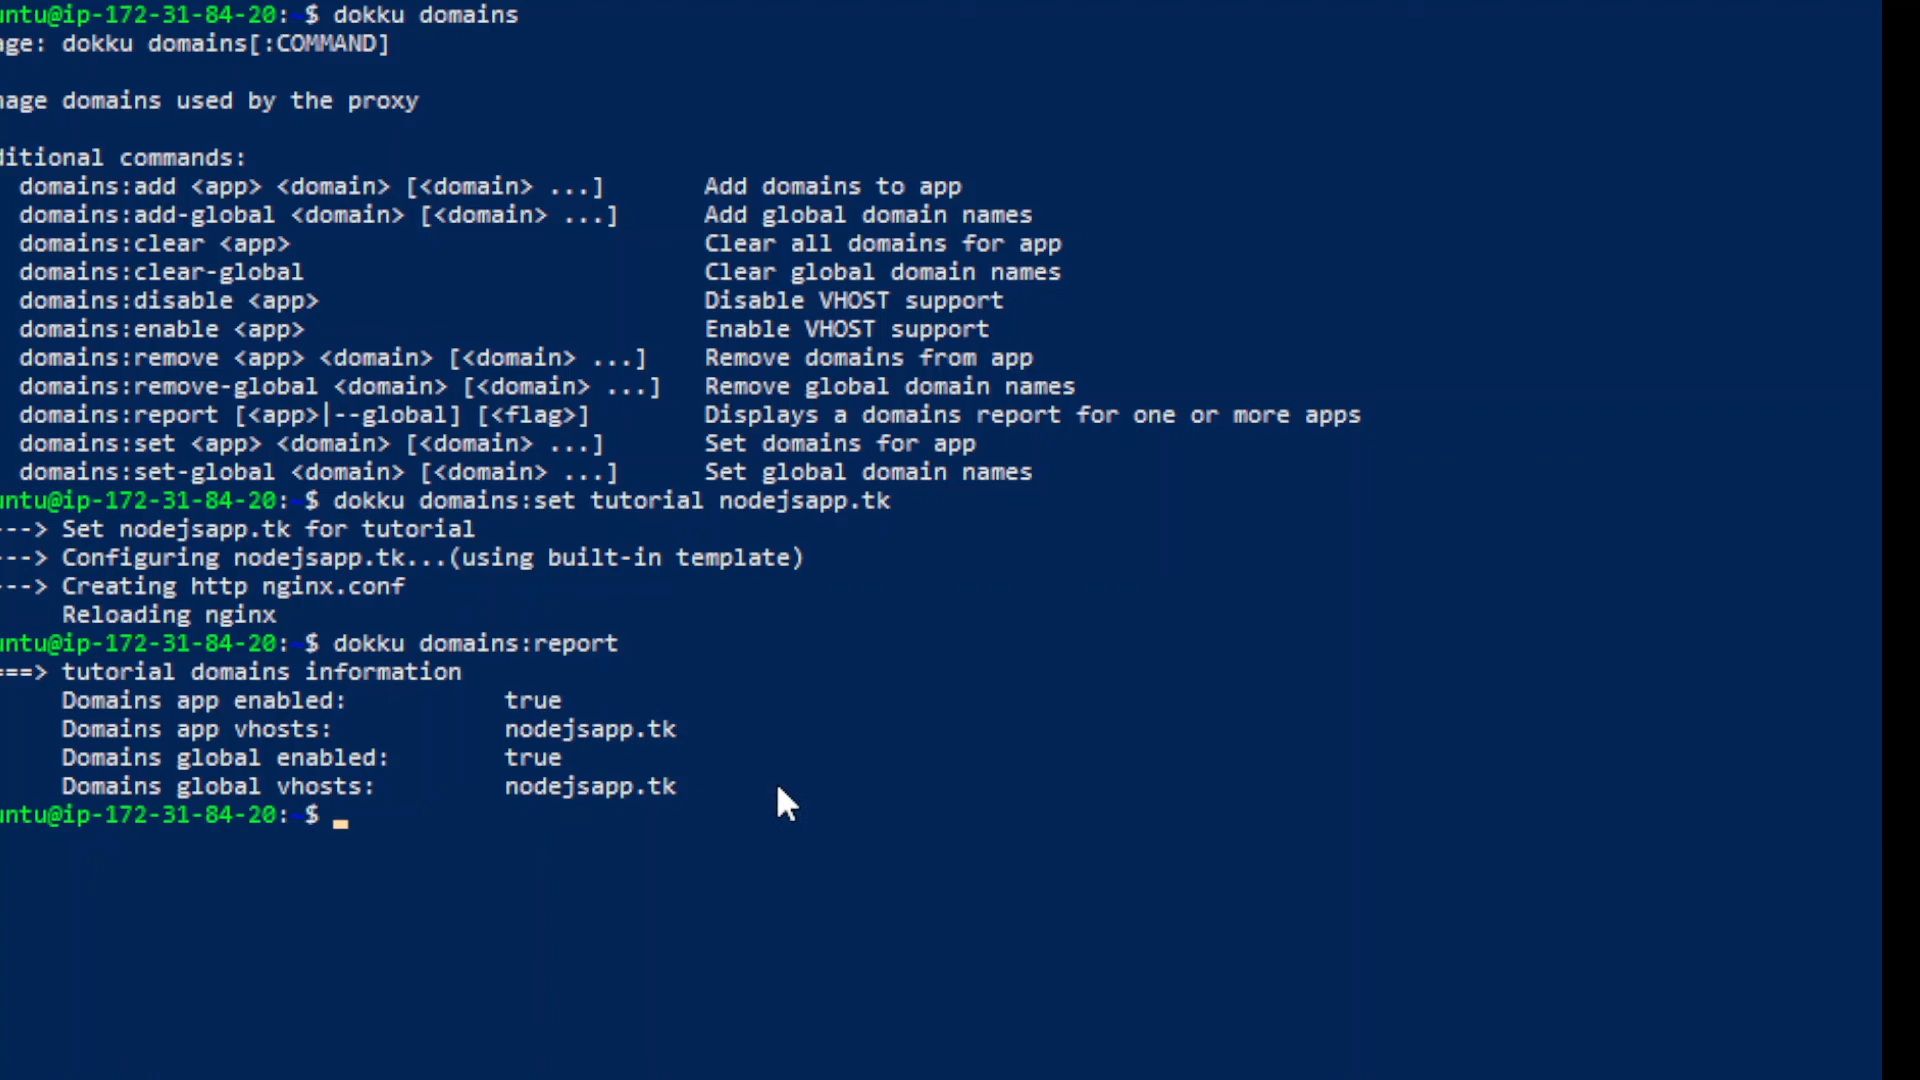 untu@ip-172-31-84-20:~$ dokku domains
age: dokku domains[:COMMAND]
nage domains used by the proxy
ditional commands:
domains:add <app> <domain> [<domain> ...] Add domains to app
domains:add-global <domain> [<domain> ...] Add global domain names
domains:clear <app> Clear all domains for app
domains:clear-global Clear global domain names
domains:disable <app> Disable VHOST support
domains:enable <app> Enable VHOST support
domains:remove <app> <domain> [<domain> ...] Remove domains from app
domains:remove-global <domain> [<domain> ...] Remove global domain names
domains:report [<app>|--global] [<flag>] Displays a domains report for one or more apps
domains:set <app> <domain> [<domain> ...] Set domains for app
domains:set-global <domain> [<domain> ...] Set global domain names
untu@ip-172-31-84-20:~$ dokku domains:set tutorial nodejsapp.tk
---> Set nodejsapp.tk for tutorial
---> Configuring nodejsapp.tk...(using built-in template)
---> Creating http nginx.conf
Reloading nginx
untu@ip-172-31-84-20:~$ dokku domains:report
===> tutorial domains information
Domains app enabled: true
Domains app vhosts: nodejsapp.tk
Domains global enabled: true
Domains global vhosts: nodejsapp.tk
untu@ip-172-31-84-20:~$